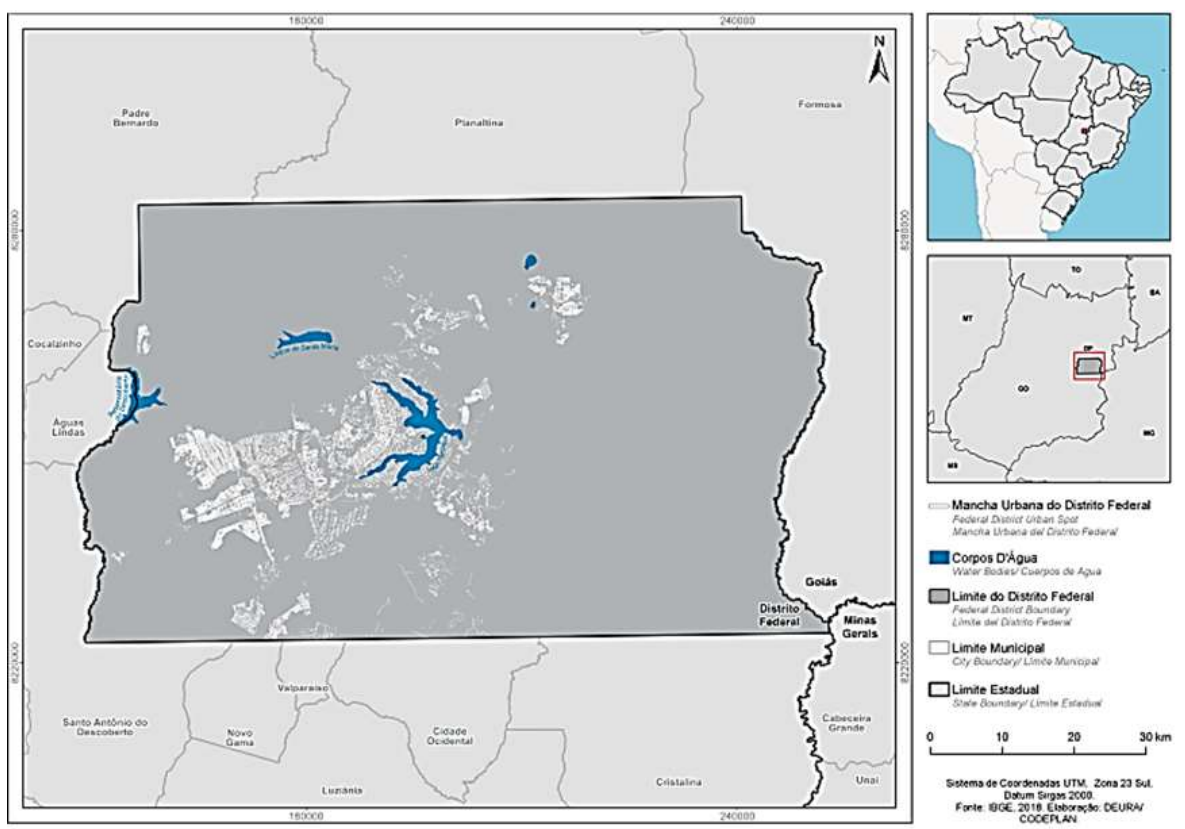 180000
240000
N
Padre
Bernardo
Planaltina
Formosa
8280000
8280000
Cocalzinho
Águas
Lindas
Lagoa de Santa Maria
Goiás
Distrito
Federal
Minas
Gerais
8220000
8220000
Santo Antônio do
Descoberto
Valparaíso
Novo
Gama
Cidade
Ocidental
Luziânia
Cristalina
Cabeceira
Grande
Unaí
180000
240000
TO
BA
MT
DF
GO
MG
MS
Mancha Urbana do Distrito Federal
Federal District Urban Spot
Mancha Urbana del Distrito Federal
Corpos D'Água
Water Bodies/ Cuerpos de Agua
Limite do Distrito Federal
Federal District Boundary
Límite del Distrito Federal
Limite Municipal
City Boundary/ Límite Municipal
Limite Estadual
State Boundary/ Límite Estadual
0 10 20 30 km
Sistema de Coordenadas UTM, Zona 23 Sul.
Datum Sirgas 2000.
Fonte: IBGE, 2018. Elaboração: DEURA/
CODEPLAN